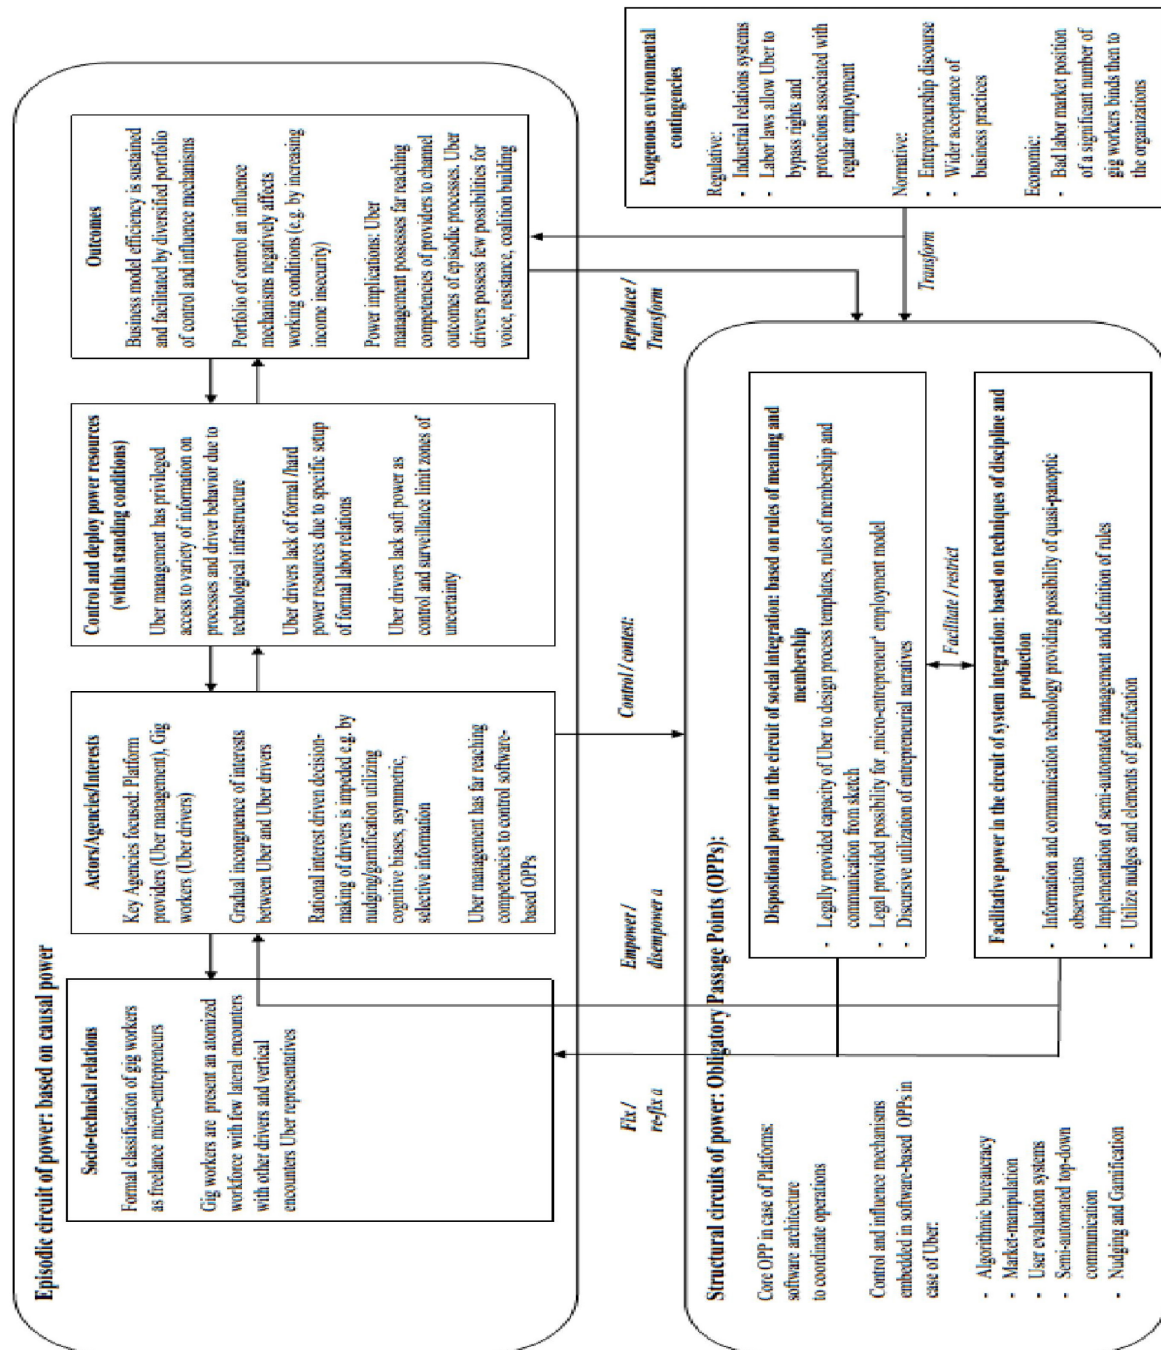 Episodic circuit of power: based on causal power
Socio-technical relations
Formal classification of gig workers
as freelance micro-entrepreneurs
Gig workers are present an atomized
workforce with few lateral encounters
with other drivers and vertical
encounters Uber representatives
Actors/Agencies/Interests
Key Agencies focused: Platform
providers (Uber management), Gig
workers (Uber drivers)
Gradual incongruence of interests
between Uber and Uber drivers
Rational interest driven decision-
making of drivers is impeded e.g. by
nudging/gamification utilizing
cognitive biases, asymmetric,
selective information
Uber management has far reaching
competencies to control software-
based OPPs
Control and deploy power resources
(within standing conditions)
Uber management has privileged
access to variety of information on
processes and driver behavior due to
technological infrastructure
Uber drivers lack of formal /hard
power resources due to specific setup
of formal labor relations
Uber drivers lack soft power as
control and surveillance limit zones of
uncertainty
Outcomes
Business model efficiency is sustained
and facilitated by diversified portfolio
of control and influence mechanisms
Portfolio of control an influence
mechanisms negatively affects
working conditions (e.g. by increasing
income insecurity
Power implications: Uber
management possesses far reaching
competencies of providers to channel
outcomes of episodic processes. Uber
drivers possess few possibilities for
voice, resistance, coalition building
Fix /
re-fix a
Empower /
disempower a
Control / contest:
Reproduce /
Transform
Structural circuits of power: Obligatory Passage Points (OPPs):
Core OPP in case of Platforms:
software architecture
to coordinate operations
Control and influence mechanisms
embedded in software-based OPPs in
case of Uber:
- Algorithmic bureaucracy
- Market-manipulation
- User evaluation systems
- Semi-automated top-down
communication
- Nudging and Gamification
Dispositional power in the circuit of social integration: based on rules of meaning and
membership
- Legally provided capacity of Uber to design process templates, rules of membership and
communication from sketch
- Legal provided possibility for ‚micro-entrepreneur‘ employment model
- Discursive utilization of entrepreneurial narratives
Facilitate / restrict
Facilitative power in the circuit of system integration: based on techniques of discipline and
production
- Information and communication technology providing possibility of quasi-panoptic
observations
- Implementation of semi-automated management and definition of rules
- Utilize nudges and elements of gamification
Transform
Exogenous environmental
contingencies
Regulative:
- Industrial relations systems
- Labor laws allow Uber to
bypass rights and
protections associated with
regular employment
Normative:
- Entrepreneurship discourse
- Wider acceptance of
business practices
Economic:
- Bad labor market position
of a significant number of
gig workers binds then to
the organizations